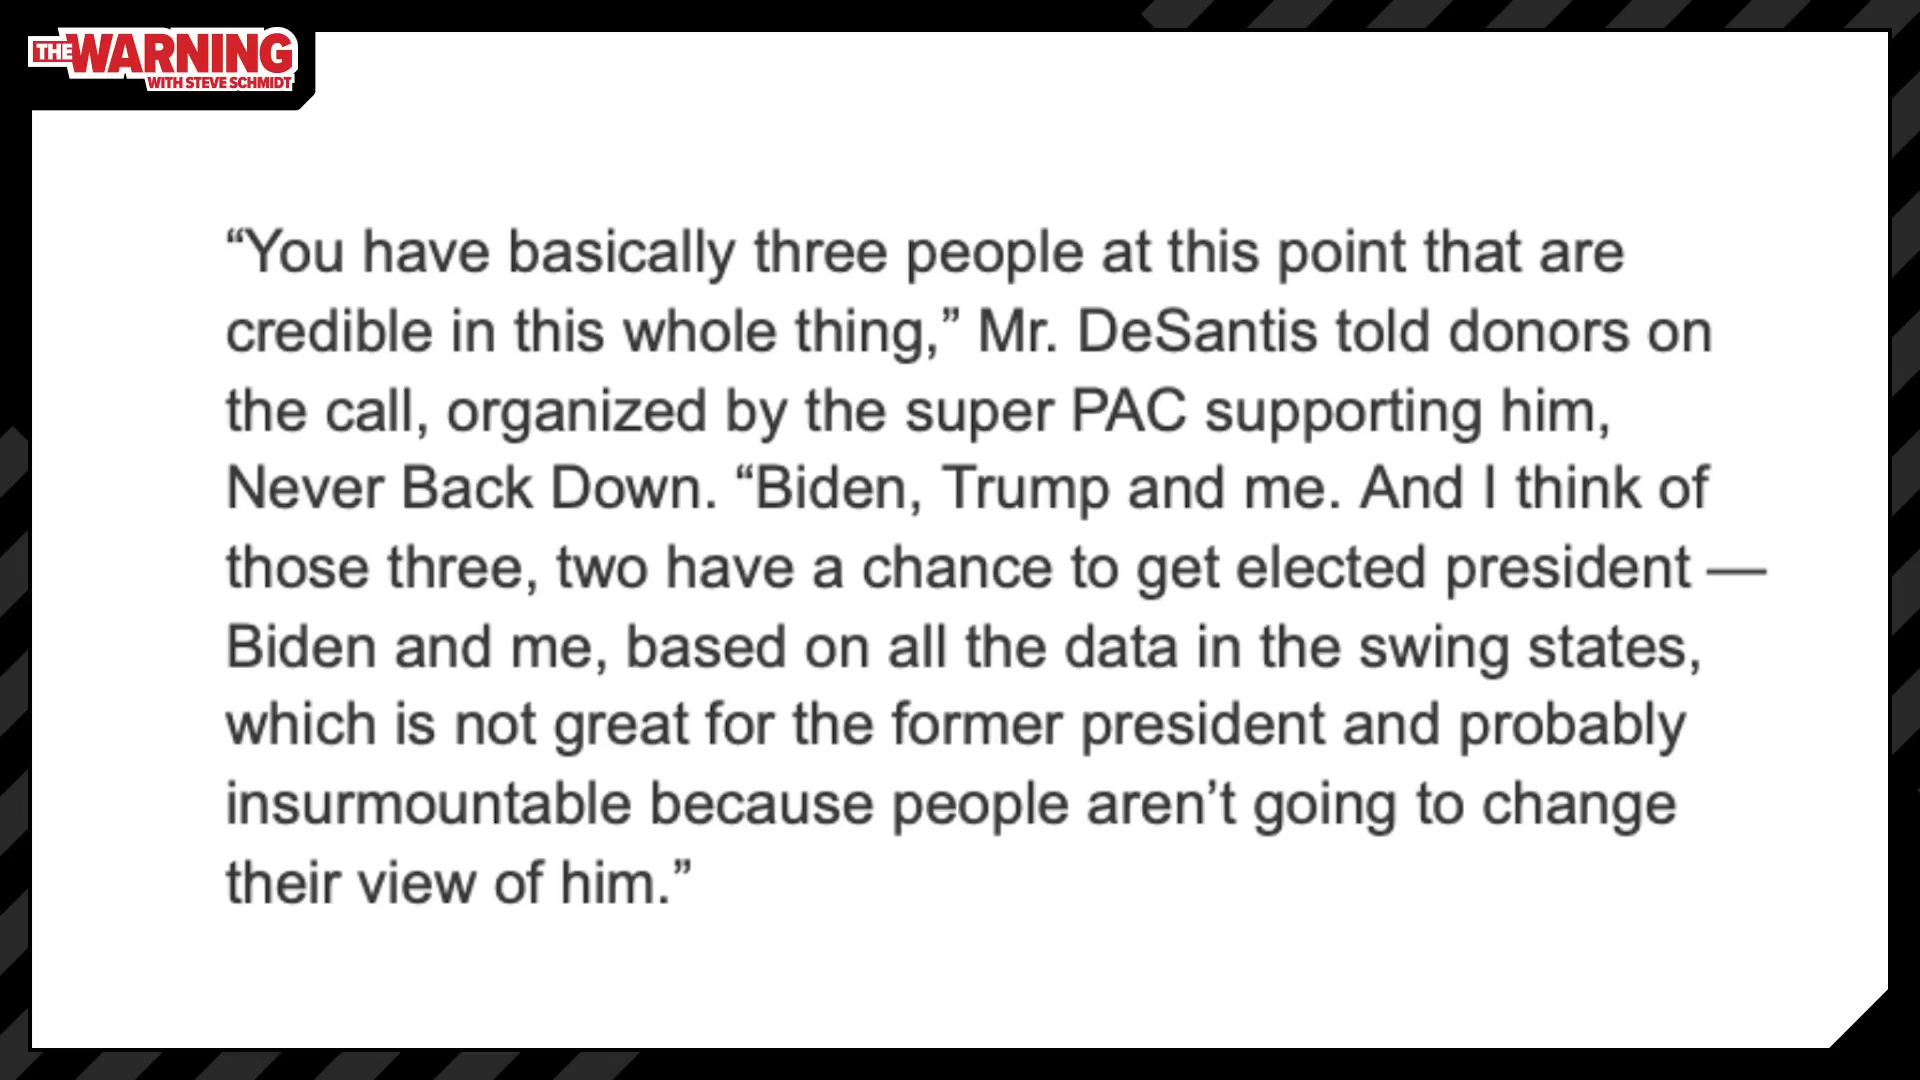 THE WARNING
WITH STEVE SCHMIDT
“You have basically three people at this point that are
credible in this whole thing,” Mr. DeSantis told donors on
the call, organized by the super PAC supporting him,
Never Back Down. “Biden, Trump and me. And I think of
those three, two have a chance to get elected president —
Biden and me, based on all the data in the swing states,
which is not great for the former president and probably
insurmountable because people aren’t going to change
their view of him.”